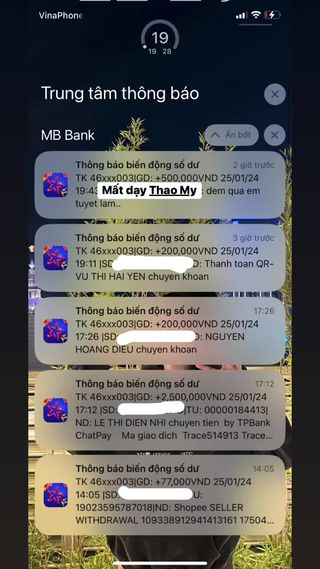 VinaPhone
19
19 28
Trung tâm thông báo
MB Bank
Ẩn bớt
Thông báo biến động số dư 2 giờ trước
TK 46xxx003|GD: +500,000VND 25/01/24
19:43 Mất dạy Thao My : dem qua em
tuyet lam..
Thông báo biến động số dư 3 giờ trước
TK 46xxx003|GD: +200,000VND 25/01/24
19:11 |SD D: Thanh toan QR-
VU THI HAI YEN chuyen khoan
Thông báo biến động số dư 17:26
TK 46xxx003|GD: +200,000VND 25/01/24
17:26 |SD ND: NGUYEN
HOANG DIEU chuyen khoan
Thông báo biến động số dư 17:12
TK 46xxx003|GD: +2,500,000VND 25/01/24
17:12 |SD |TU: 00000184413|
ND: LE THI DIEN NHI chuyen tien by TPBank
ChatPay Ma giao dich Trace514913 Trace...
Thông báo biến động số dư 14:05
TK 46xxx003|GD: +77,000VND 25/01/24
14:05 |SD U:
19023595787018|ND: Shopee SELLER
WITHDRAWAL 109338912941413161 17504...